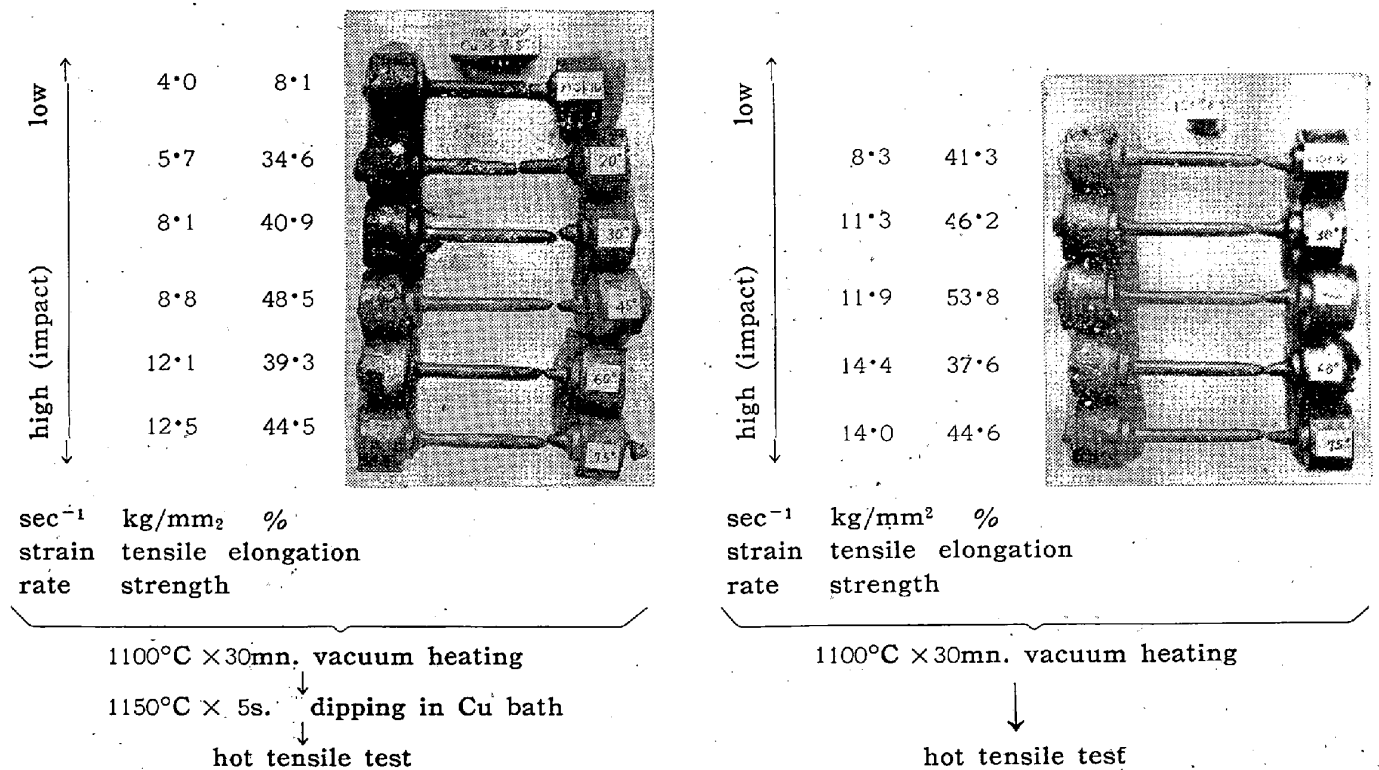 low
high (impact)
4·0 8·1
5·7 34·6
8·1 40·9
8·8 48·5
12·1 39·3
12·5 44·5
20°
30°
45°
60°
75°
sec⁻¹ kg/mm₂ %
strain tensile elongation
rate strength
1100°C ×30mn. vacuum heating
1150°C × 5s. dipping in Cu bath
hot tensile test
low
high (impact)
8·3 41·3
11·3 46·2
11·9 53·8
14·4 37·6
14·0 44·6
30°
75°
sec⁻¹ kg/mm² %
strain tensile elongation
rate strength
1100°C ×30mn. vacuum heating
hot tensile test